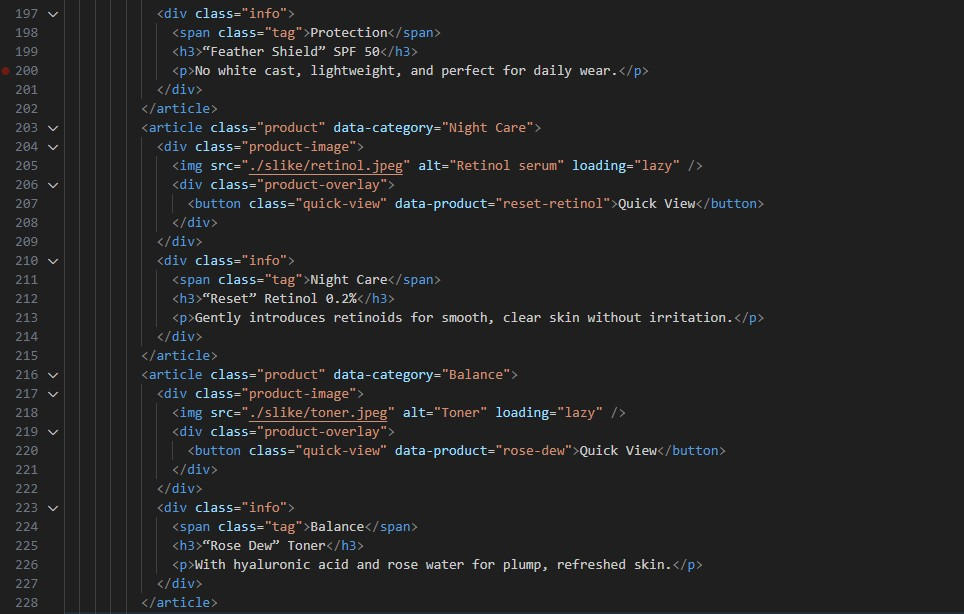 197 <div class="info">
198 <span class="tag">Protection</span>
199 <h3>“Feather Shield” SPF 50</h3>
200 <p>No white cast, lightweight, and perfect for daily wear.</p>
201 </div>
202 </article>
203 <article class="product" data-category="Night Care">
204 <div class="product-image">
205 <img src="./slike/retinol.jpeg" alt="Retinol serum" loading="lazy" />
206 <div class="product-overlay">
207 <button class="quick-view" data-product="reset-retinol">Quick View</button>
208 </div>
209 </div>
210 <div class="info">
211 <span class="tag">Night Care</span>
212 <h3>“Reset” Retinol 0.2%</h3>
213 <p>Gently introduces retinoids for smooth, clear skin without irritation.</p>
214 </div>
215 </article>
216 <article class="product" data-category="Balance">
217 <div class="product-image">
218 <img src="./slike/toner.jpeg" alt="Toner" loading="lazy" />
219 <div class="product-overlay">
220 <button class="quick-view" data-product="rose-dew">Quick View</button>
221 </div>
222 </div>
223 <div class="info">
224 <span class="tag">Balance</span>
225 <h3>“Rose Dew” Toner</h3>
226 <p>With hyaluronic acid and rose water for plump, refreshed skin.</p>
227 </div>
228 </article>